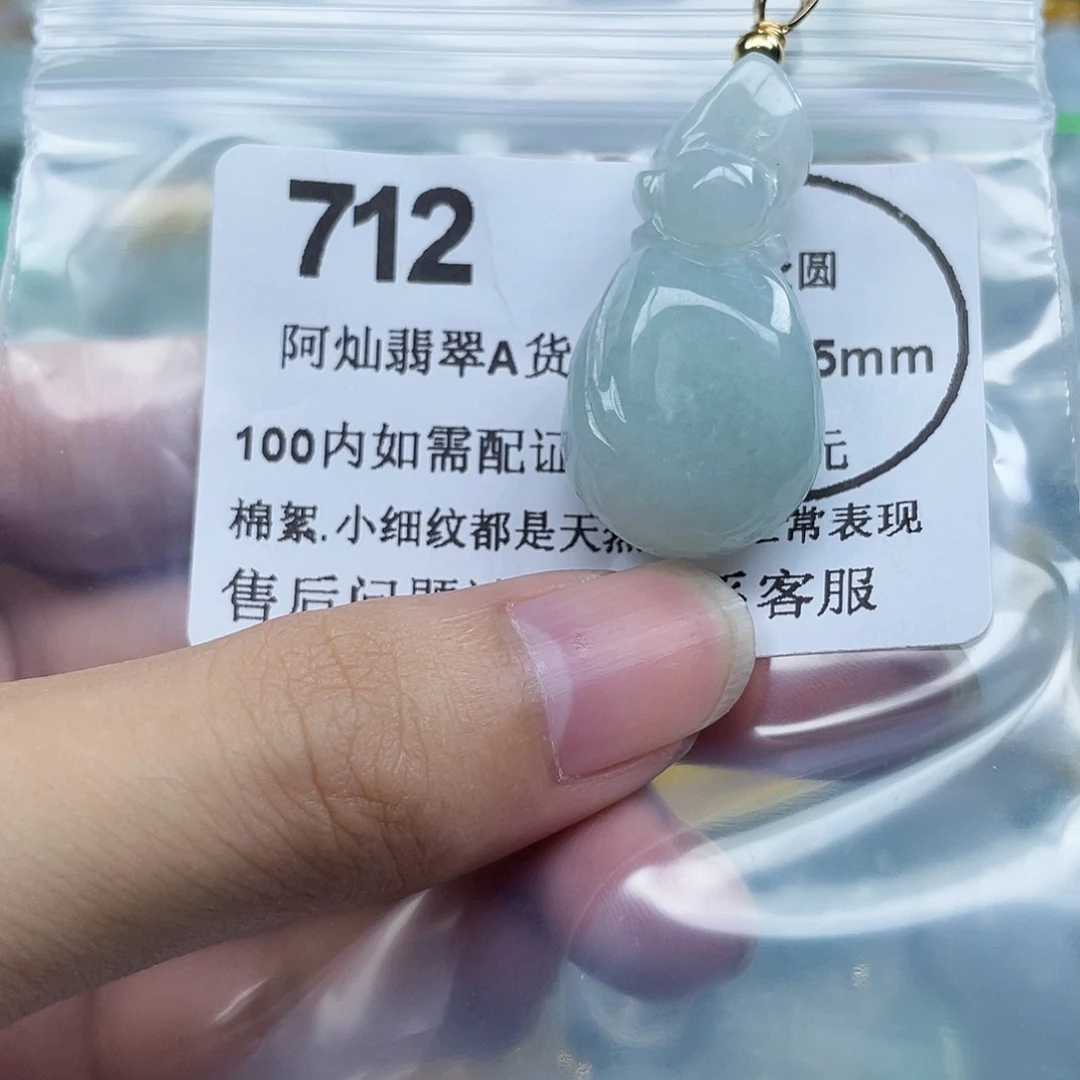 712
圆
阿灿翡翠A货 5mm
100内如需配证 元
棉絮.小细纹都是天然 常表现
售后问题 系客服